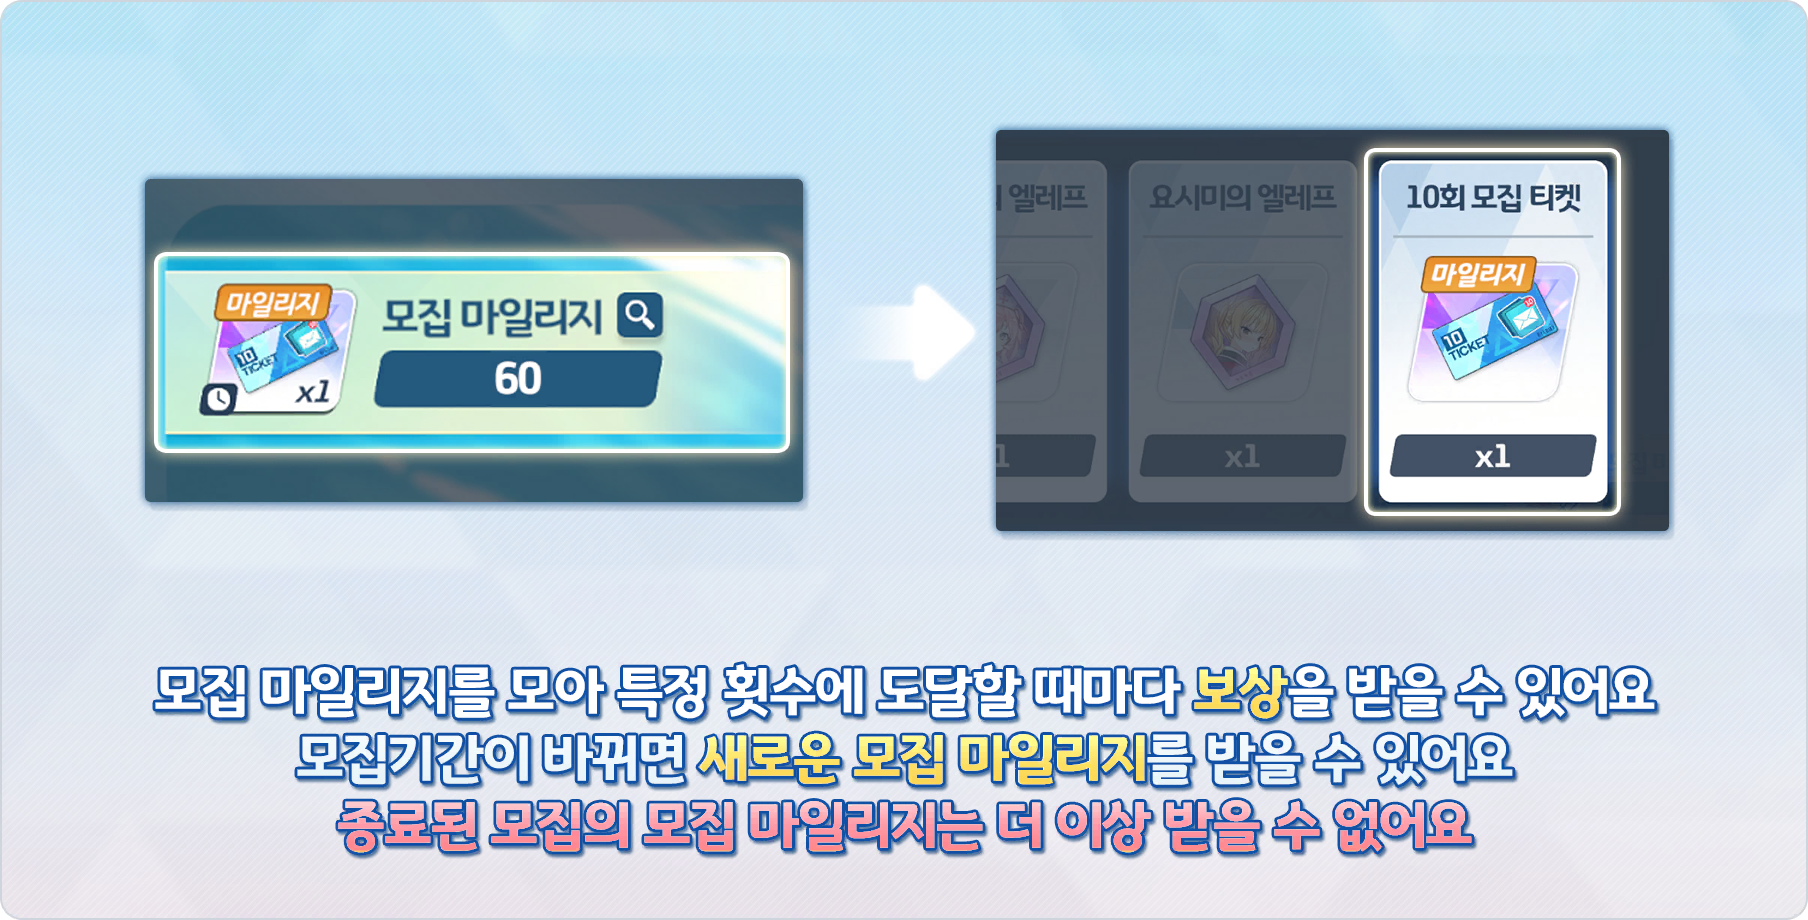 마일리지
10
TICKET
x1
모집 마일리지
60
엘레프
요시미의 엘레프
x1
10회 모집 티켓
마일리지
10
TICKET
x1
모집 마일리지를 모아 특정 횟수에 도달할 때마다 보상을 받을 수 있어요
모집기간이 바뀌면 새로운 모집 마일리지를 받을 수 있어요
종료된 모집의 모집 마일리지는 더 이상 받을 수 없어요